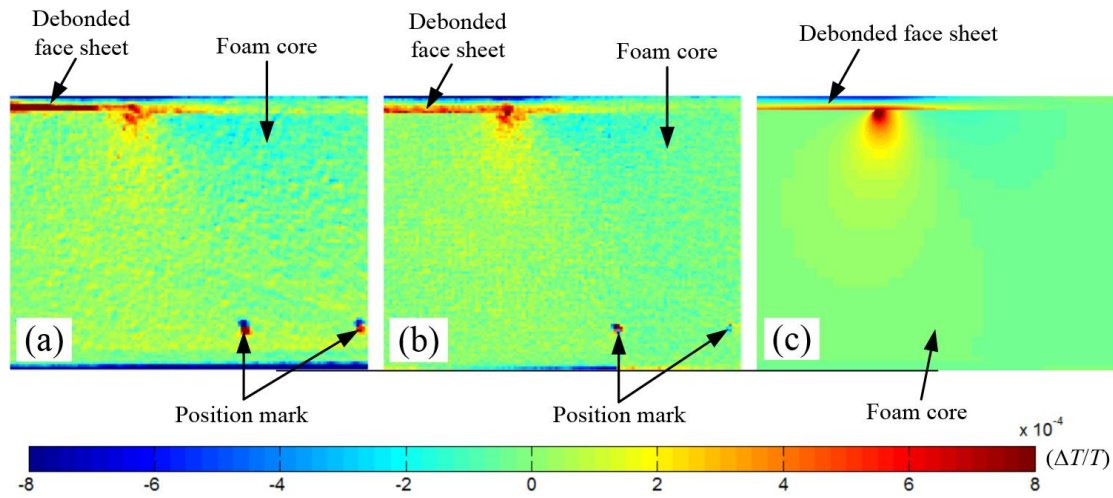 Debonded
face sheet
Foam core
Debonded
face sheet
Foam core
Debonded face sheet
(a)
(b)
(c)
Position mark
Position mark
Foam core
x 10-4
-8 -6 -4 -2 0 2 4 6 8 (ΔT/T)